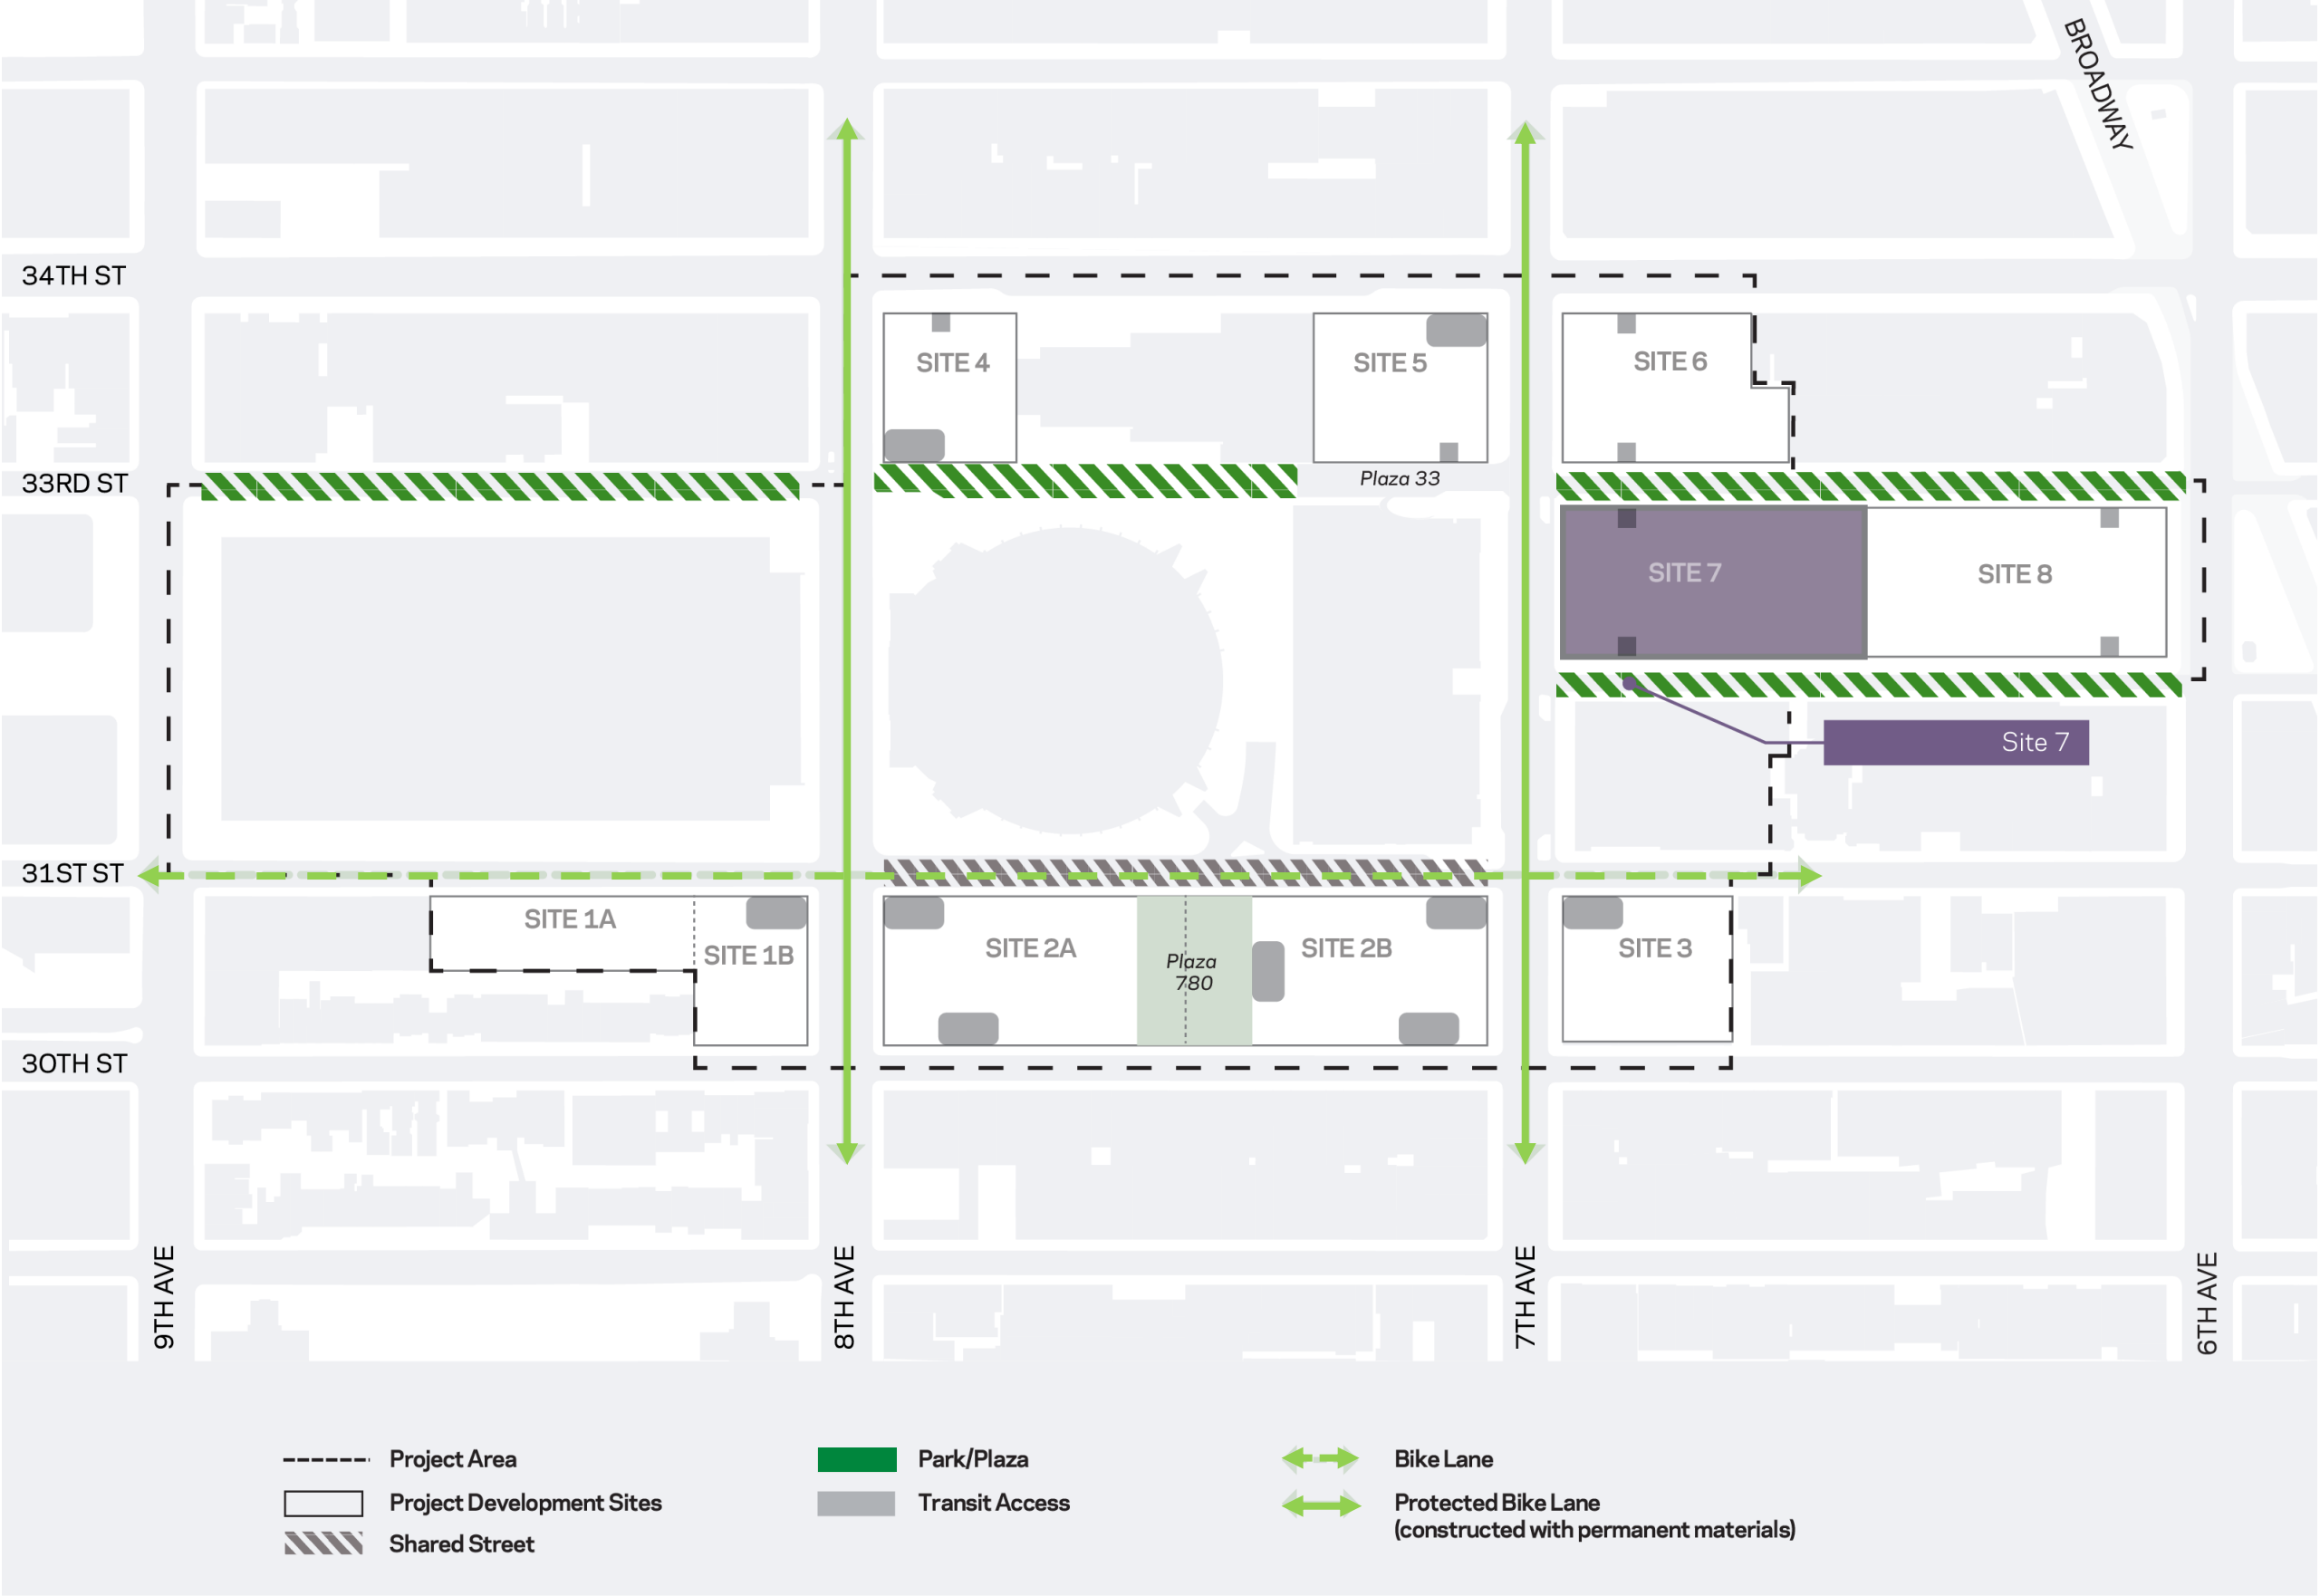 BROADWAY
34TH ST
SITE 4
SITE 5
SITE 6
33RD ST
Plaza 33
SITE 7
SITE 8
Site 7
31ST ST
SITE 1A
SITE 1B
SITE 2A
Plaza
780
SITE 2B
SITE 3
30TH ST
9TH AVE
8TH AVE
7TH AVE
6TH AVE
Project Area
Project Development Sites
Shared Street
Park/Plaza
Transit Access
Bike Lane
Protected Bike Lane
(constructed with permanent materials)